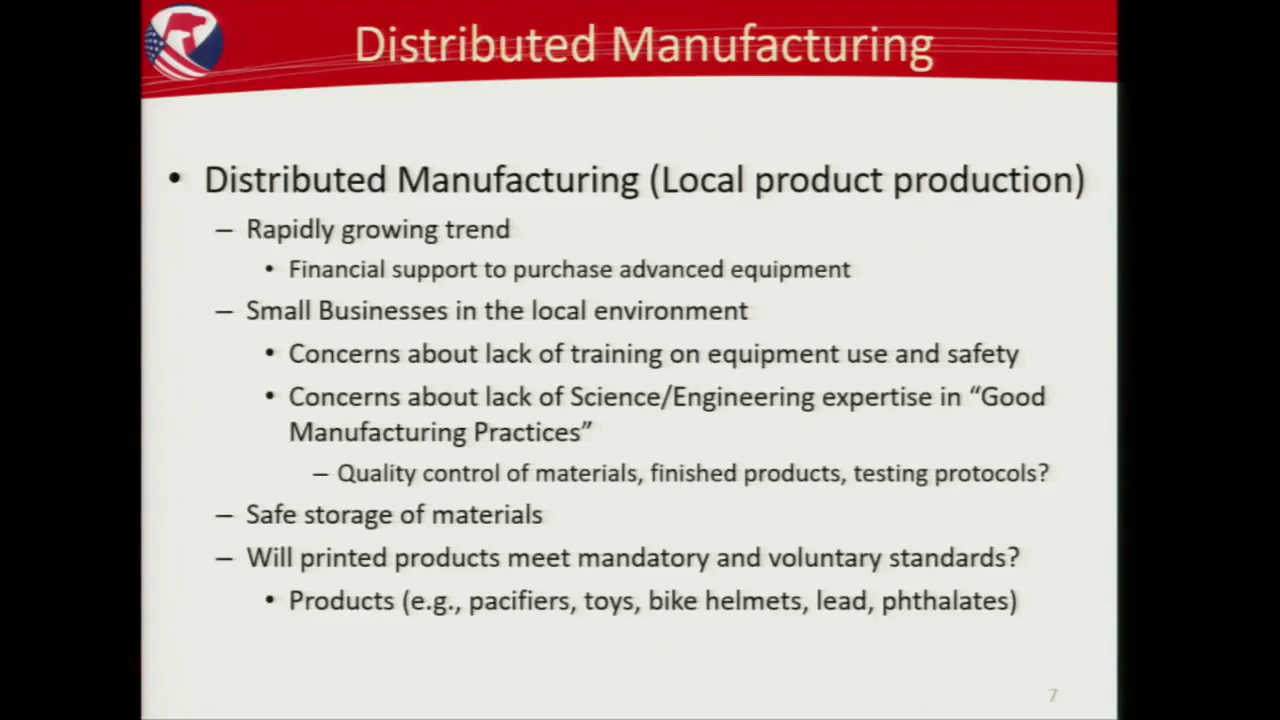 Distributed Manufacturing
• Distributed Manufacturing (Local product production)
– Rapidly growing trend
• Financial support to purchase advanced equipment
– Small Businesses in the local environment
• Concerns about lack of training on equipment use and safety
• Concerns about lack of Science/Engineering expertise in “Good
Manufacturing Practices”
– Quality control of materials, finished products, testing protocols?
– Safe storage of materials
– Will printed products meet mandatory and voluntary standards?
• Products (e.g., pacifiers, toys, bike helmets, lead, phthalates)
7